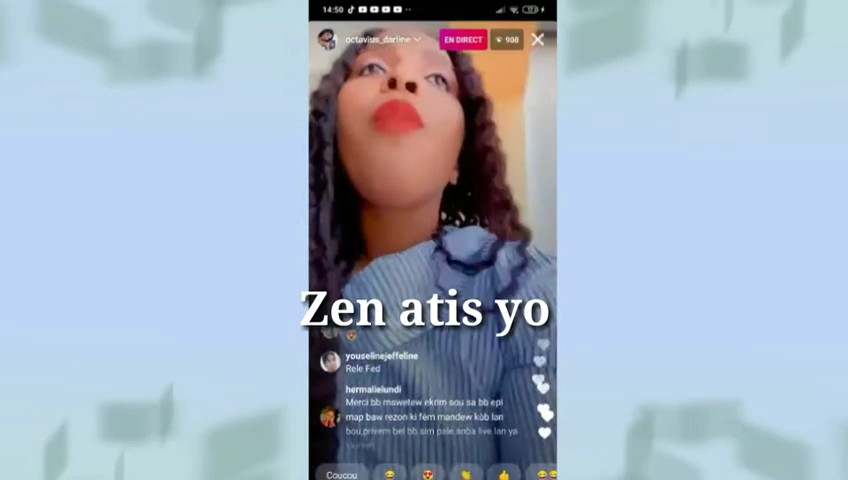 14:50
octavius_darline
EN DIRECT
908
Zen atis yo
youselinejeffeline
Rele Fed
hermalielundi
Merci bb mswetew ekrim sou sa bb epi
map baw rezon ki fem mandew kob lan
bou,privem bel bb.sim pale,anba live lan ya
Coucou